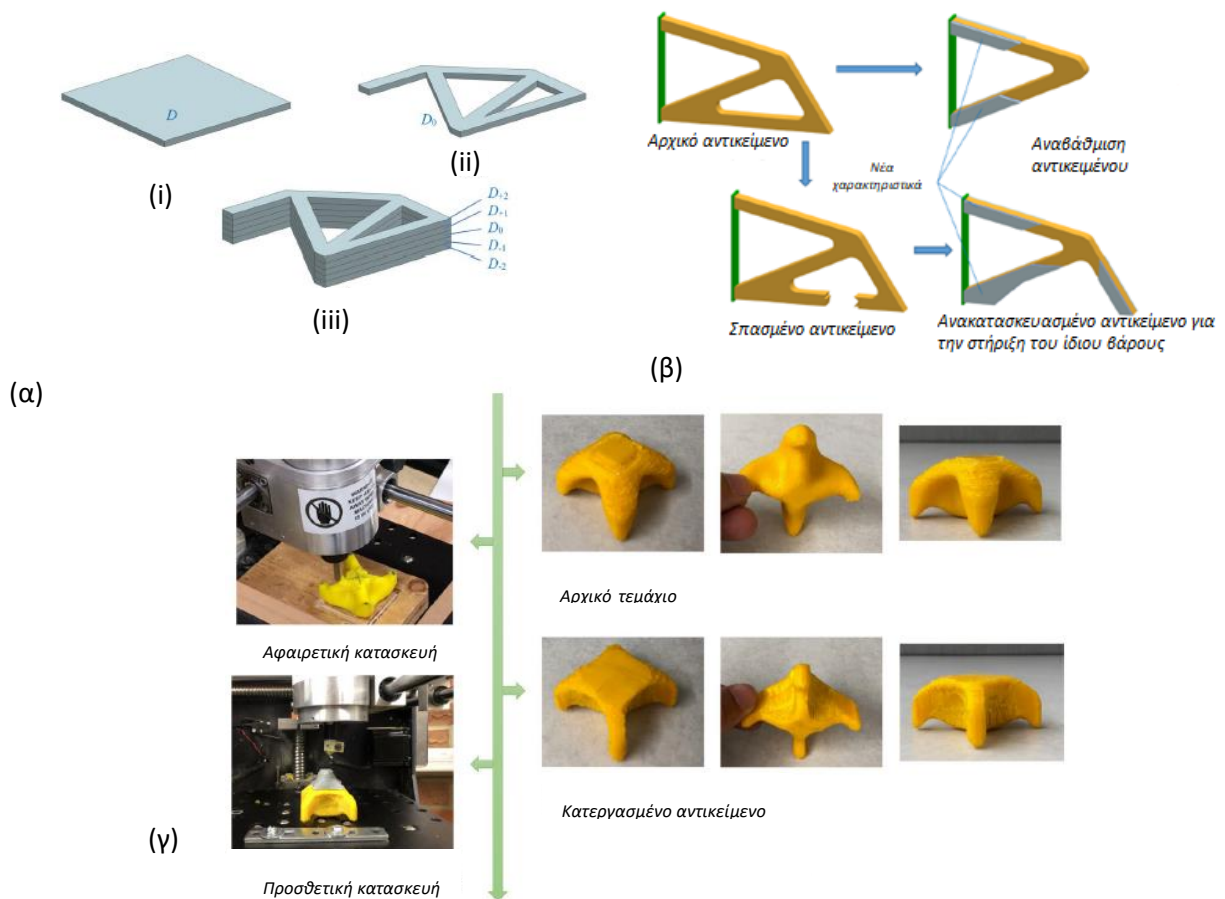 D
(i)
D₀
(ii)
D₊₂
D₊₁
D₀
D₋₁
D₋₂
(iii)
(α)
Αρχικό αντικείμενο
Αναβάθμιση
αντικειμένου
Νέα
χαρακτηριστικά
Σπασμένο αντικείμενο
Ανακατασκευασμένο αντικείμενο για
την στήριξη του ίδιου βάρους
(β)
Αφαιρετική κατασκευή
Αρχικό τεμάχιο
Προσθετική κατασκευή
Κατεργασμένο αντικείμενο
(γ)